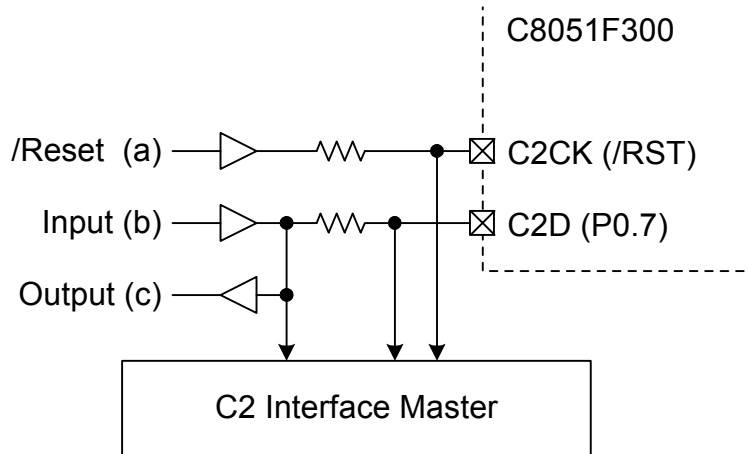 C8051F300
/Reset (a)
C2CK (/RST)
Input (b)
C2D (P0.7)
Output (c)
C2 Interface Master